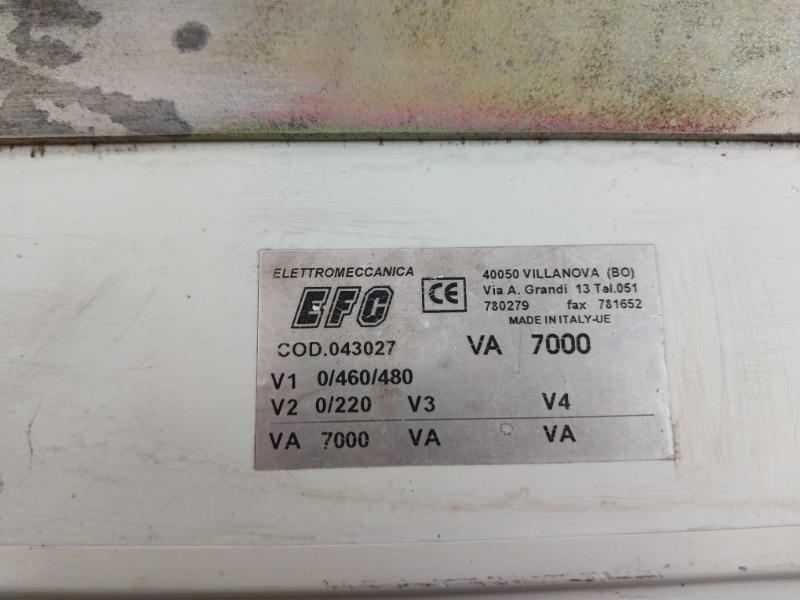 ELETTROMECCANICA
EFC
CE
40050 VILLANOVA (BO)
Via A. Grandi 13 Tel.051
780279 fax 781652
MADE IN ITALY-UE
COD.043027 VA 7000
V1 0/460/480
V2 0/220 V3 V4
VA 7000 VA VA